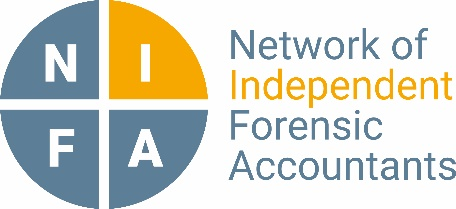 N I
F A
Network of
Independent
Forensic
Accountants